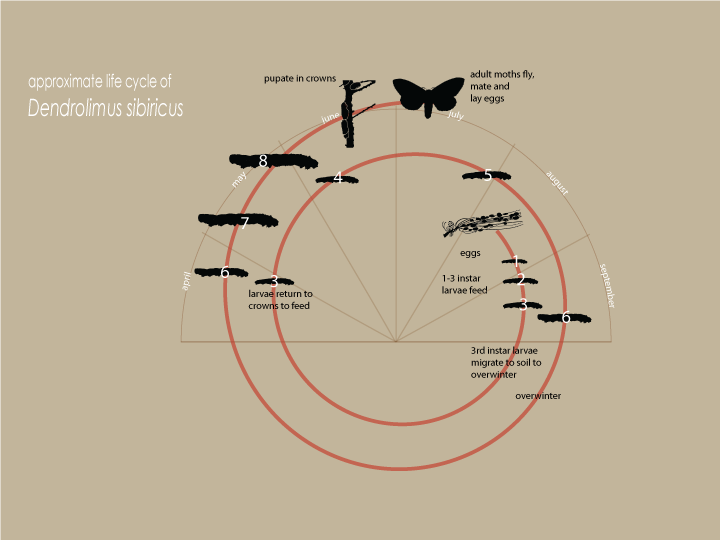 approximate life cycle of
Dendrolimus sibiricus
pupate in crowns
adult moths fly,
mate and
lay eggs
june
july
8
4
5
may
august
7
eggs
1
6
3
1-3 instar
larvae feed
2
april
september
larvae return to
crowns to feed
3
6
3rd instar larvae
migrate to soil to
overwinter
overwinter